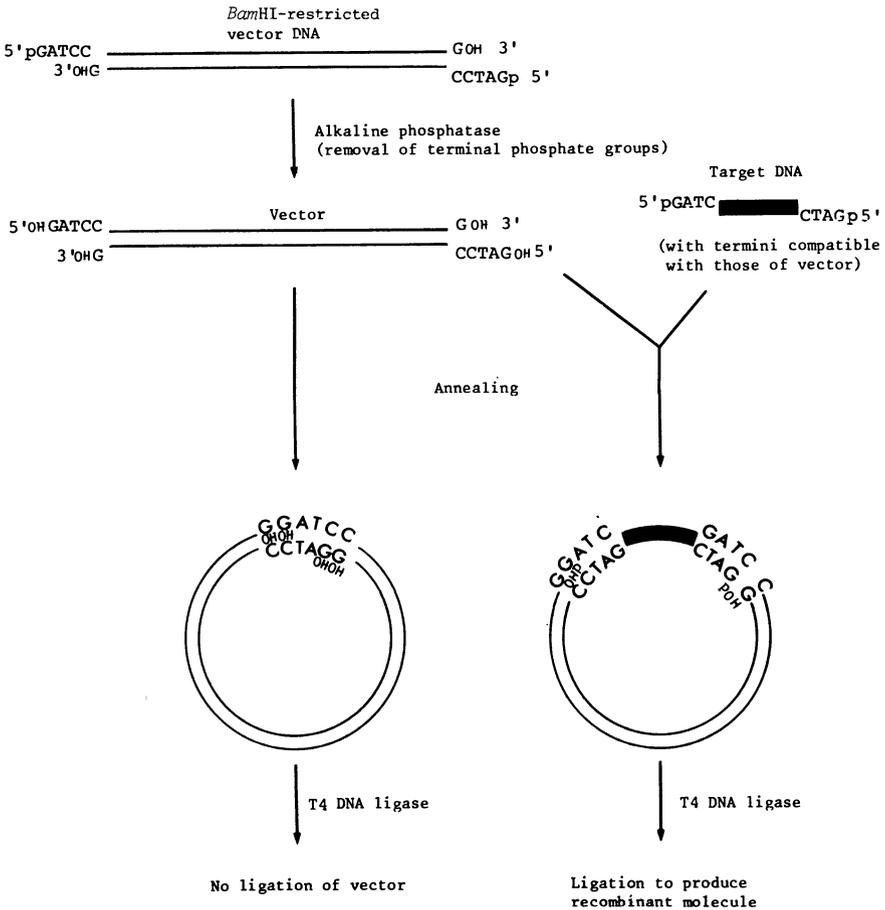 BamHI-restricted
vector DNA
5'pGATCC
GOH 3'
3'OHG
CCTAGp 5'
Alkaline phosphatase
(removal of terminal phosphate groups)
Target DNA
5'pGATC
CTAGp5'
(with termini compatible
with those of vector)
Vector
5'OHGATCC
GOH 3'
3'OHG
CCTAGOH5'
Annealing
GGATCC
OHOH
CCTAGG
OHOH
GGATC
OHp
CCTAG
GATCC
CTAGG
pOH
T4 DNA ligase
T4 DNA ligase
No ligation of vector
Ligation to produce
recombinant molecule